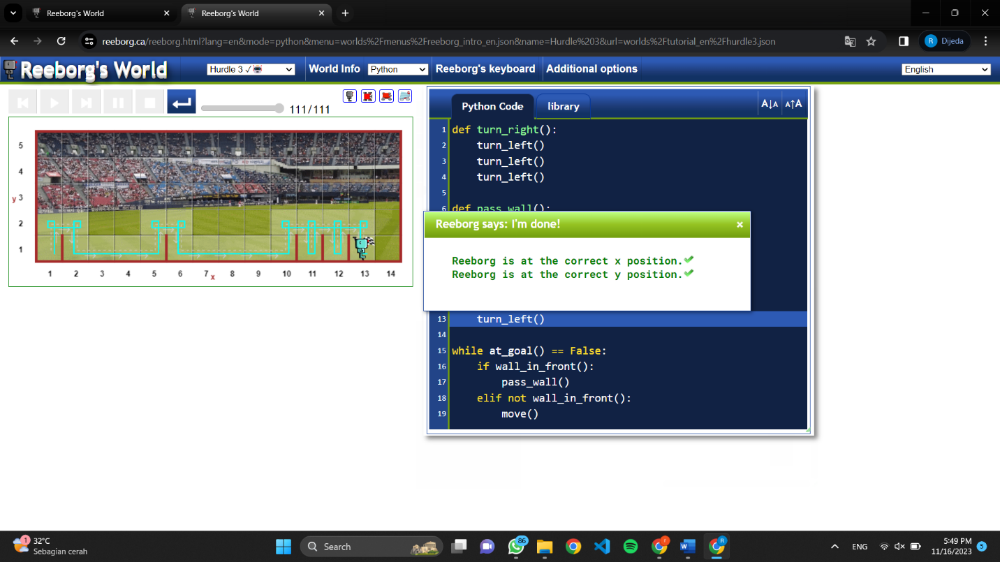 Reeborg's World
Reeborg's World
reeborg.ca/reeborg.html?lang=en&mode=python&menu=worlds%2Fmenus%2Freeborg_intro_en.json&name=Hurdle%203&url=worlds%2Ftutorial_en%2Fhurdle3.json
R Dijeda
Reeborg's World
Hurdle 3 ✓
World Info
Python
Reeborg's keyboard
Additional options
English
111/111
Python Code
library
A↓A
A↑A
5
4
y 3
2
1
1 2 3 4 5 6 7 x 8 9 10 11 12 13 14
1 def turn_right():
2 turn_left()
3 turn_left()
4 turn_left()
5
6 def pass_wall():
Reeborg says: I'm done!
×
Reeborg is at the correct x position.✔
Reeborg is at the correct y position.✔
13 turn_left()
14
15 while at_goal() == False:
16 if wall_in_front():
17 pass_wall()
18 elif not wall_in_front():
19 move()
1
32°C
Sebagian cerah
Search
86
ENG
5:49 PM
11/16/2023
5